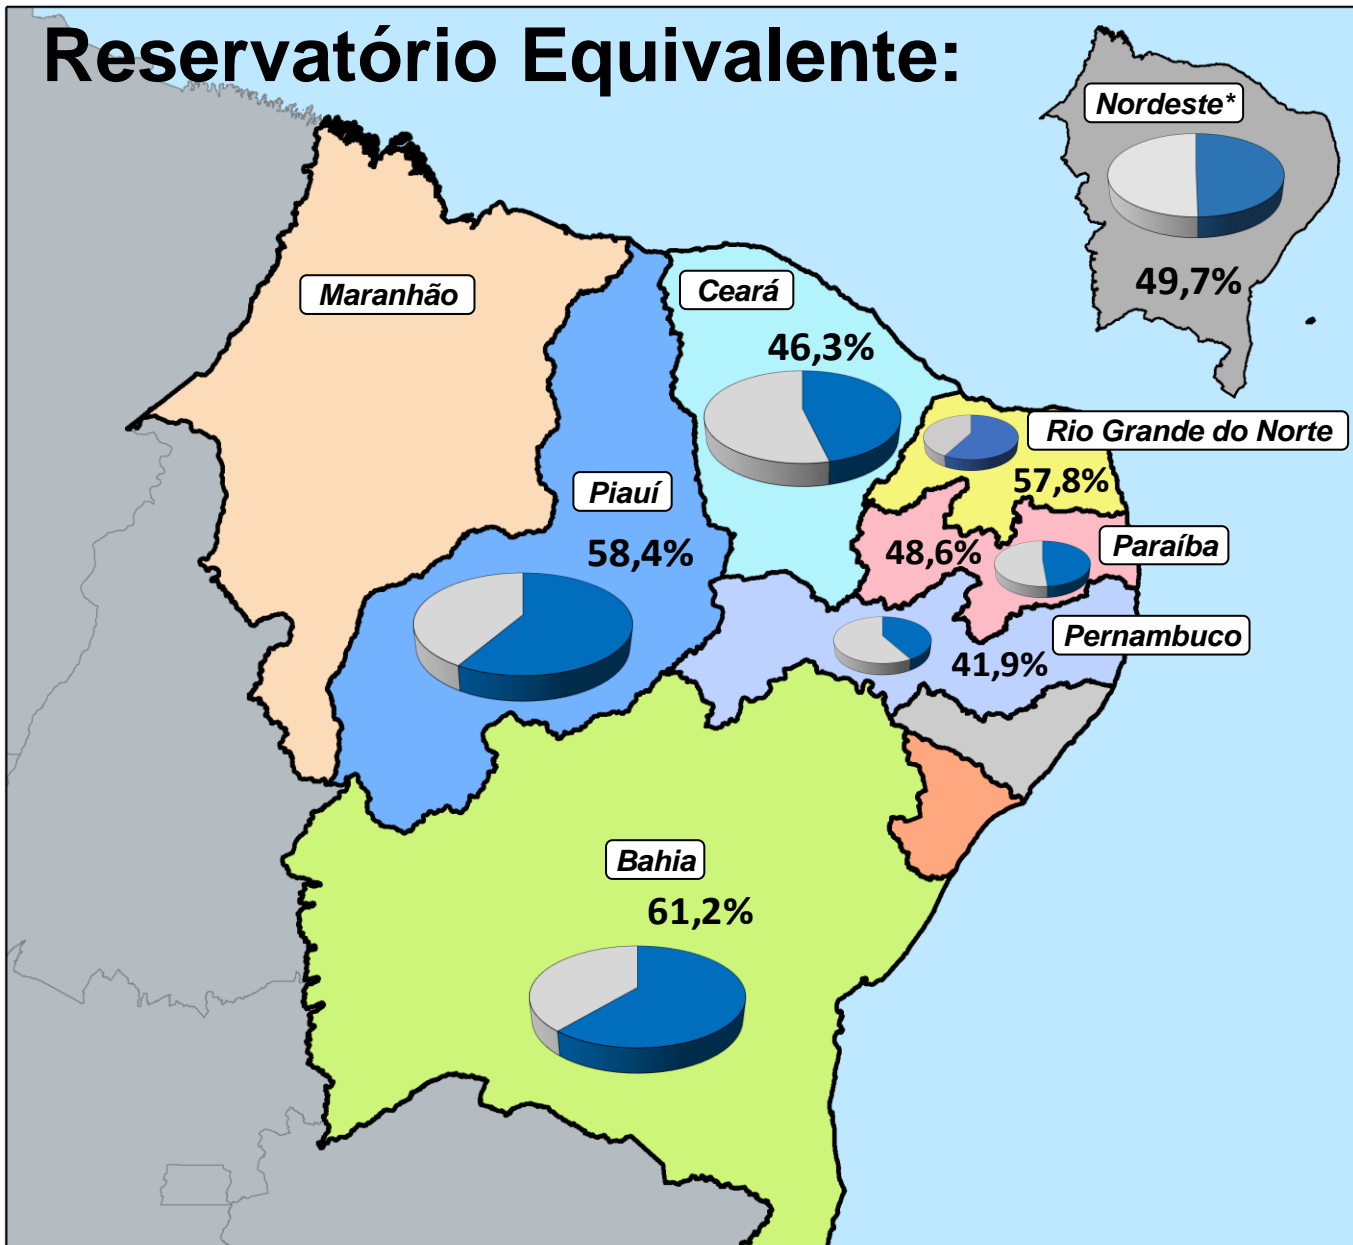 Reservatório Equivalente:
Nordeste*
49,7%
Maranhão
Ceará
46,3%
Rio Grande do Norte
57,8%
Piauí
58,4%
Paraíba
48,6%
Pernambuco
41,9%
Bahia
61,2%